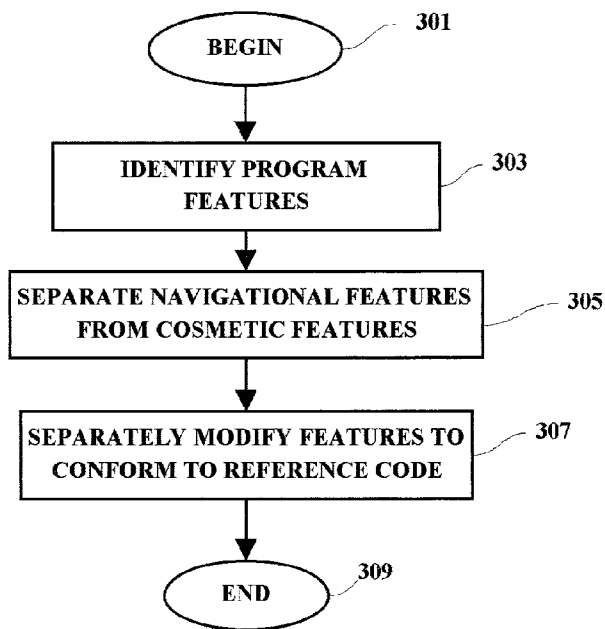 BEGIN
301
IDENTIFY PROGRAM
FEATURES
303
SEPARATE NAVIGATIONAL FEATURES
FROM COSMETIC FEATURES
305
SEPARATELY MODIFY FEATURES TO
CONFORM TO REFERENCE CODE
307
END
309